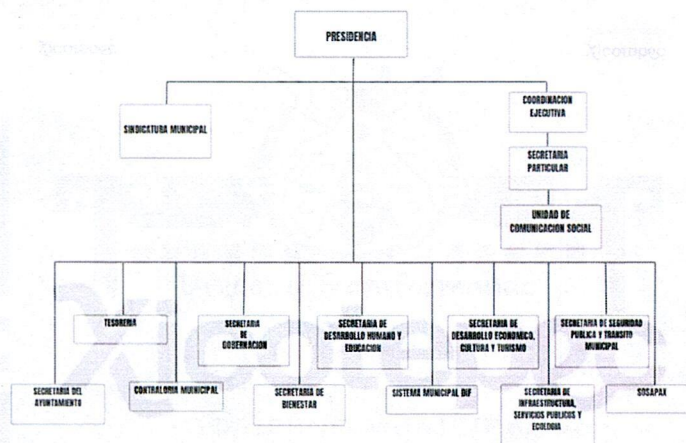 PRESIDENCIA
SINDICATURA MUNICIPAL
COORDINACION
EJECUTIVA
SECRETARIA
PARTICULAR
UNIDAD DE
COMUNICACION SOCIAL
TESORERIA
SECRETARIA
DE
GOBERNACION
SECRETARIA DE
DESARROLLO HUMANO Y
EDUCACION
SECRETARIA DE
DESARROLLO ECONOMICO,
CULTURA Y TURISMO
SECRETARIA DE SEGURIDAD
PUBLICA Y TRANSITO
MUNICIPAL
SECRETARIA DEL
AYUNTAMIENTO
CONTRALORIA MUINICIPAL
SECRETARIA DE
BIENESTAR
SISTEMA MUNICIPAL DIF
SECRETARIA DE
INFRAESTRUCTURA,
SERVICIOS PUBLICOS Y
ECOLOGIA
SOSAPAX
Xicotepec